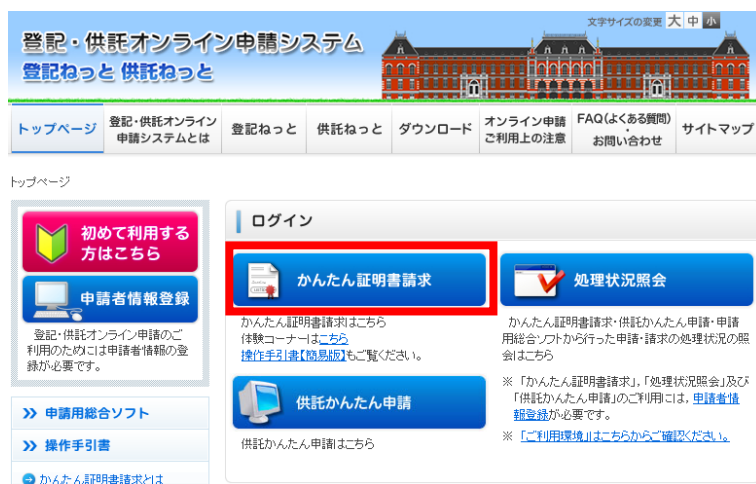 文字サイズの変更 大 中 小
登記・供託オンライン申請システム
登記ねっと 供託ねっと
トップページ
登記・供託オンライン
申請システムとは
登記ねっと
供託ねっと
ダウンロード
オンライン申請
ご利用上の注意
FAQ(よくある質問)
・
お問い合わせ
サイトマップ
トップページ
初めて利用する
方はこちら
申請者情報登録
登記・供託オンライン申請のご
利用のためには申請者情報の登
録が必要です。
申請用総合ソフト
操作手引書
かんたん証明書請求とは
ログイン
かんたん証明書請求
かんたん証明書請求はこちら
体験コーナーはこちら
操作手引書【簡易版】もご覧ください。
供託かんたん申請
供託かんたん申請はこちら
処理状況照会
かんたん証明書請求・供託かんたん申請・申請
用総合ソフトから行った申請・請求の処理状況の照
会はこちら
※ 「かんたん証明書請求」，「処理状況照会」及び
「供託かんたん申請」のご利用には，申請者情
報登録が必要です。
※ 「ご利用環境」はこちらからご確認ください。